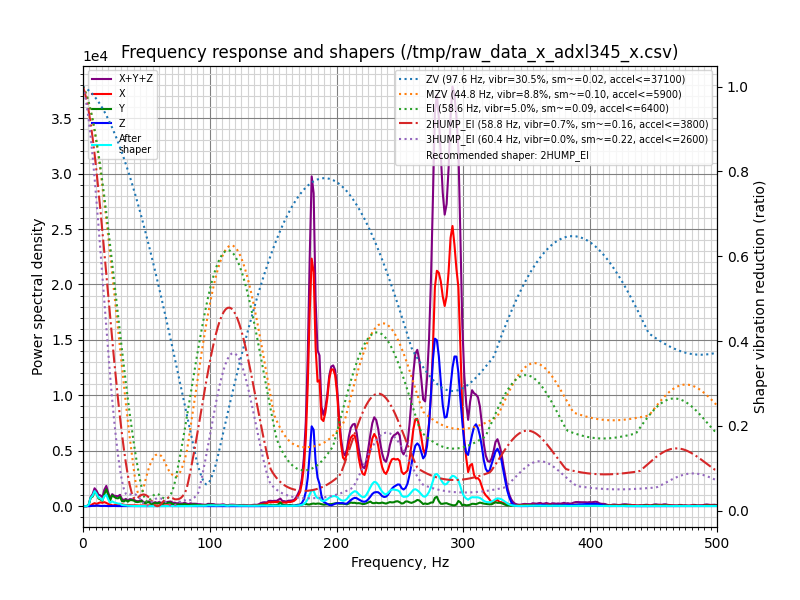 Frequency response and shapers (/tmp/raw_data_x_adxl345_x.csv)
1e4
X+Y+Z
X
Y
Z
After
shaper
ZV (97.6 Hz, vibr=30.5%, sm~=0.02, accel<=37100)
MZV (44.8 Hz, vibr=8.8%, sm~=0.10, accel<=5900)
EI (58.6 Hz, vibr=5.0%, sm~=0.09, accel<=6400)
2HUMP_EI (58.8 Hz, vibr=0.7%, sm~=0.16, accel<=3800)
3HUMP_EI (60.4 Hz, vibr=0.0%, sm~=0.22, accel<=2600)
Recommended shaper: 2HUMP_EI
3.5
3.0
2.5
2.0
1.5
1.0
0.5
0.0
Power spectral density
1.0
0.8
0.6
0.4
0.2
0.0
Shaper vibration reduction (ratio)
0 100 200 300 400 500
Frequency, Hz